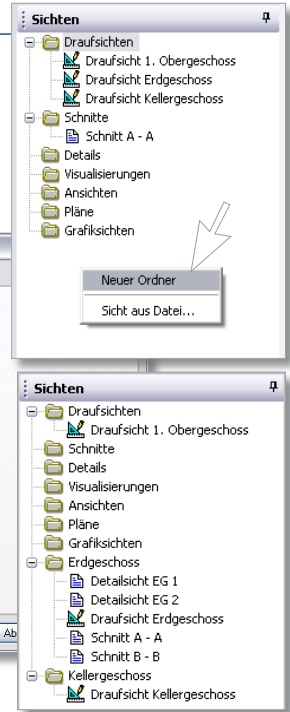 Sichten
Draufsichten
Draufsicht 1. Obergeschoss
Draufsicht Erdgeschoss
Draufsicht Kellergeschoss
Schnitte
Schnitt A - A
Details
Visualisierungen
Ansichten
Pläne
Grafiksichten
Neuer Ordner
Sicht aus Datei...
Sichten
Draufsichten
Draufsicht 1. Obergeschoss
Schnitte
Details
Visualisierungen
Ansichten
Pläne
Grafiksichten
Erdgeschoss
Detailsicht EG 1
Detailsicht EG 2
Draufsicht Erdgeschoss
Ab
Schnitt A - A
Schnitt B - B
Kellergeschoss
Draufsicht Kellergeschoss